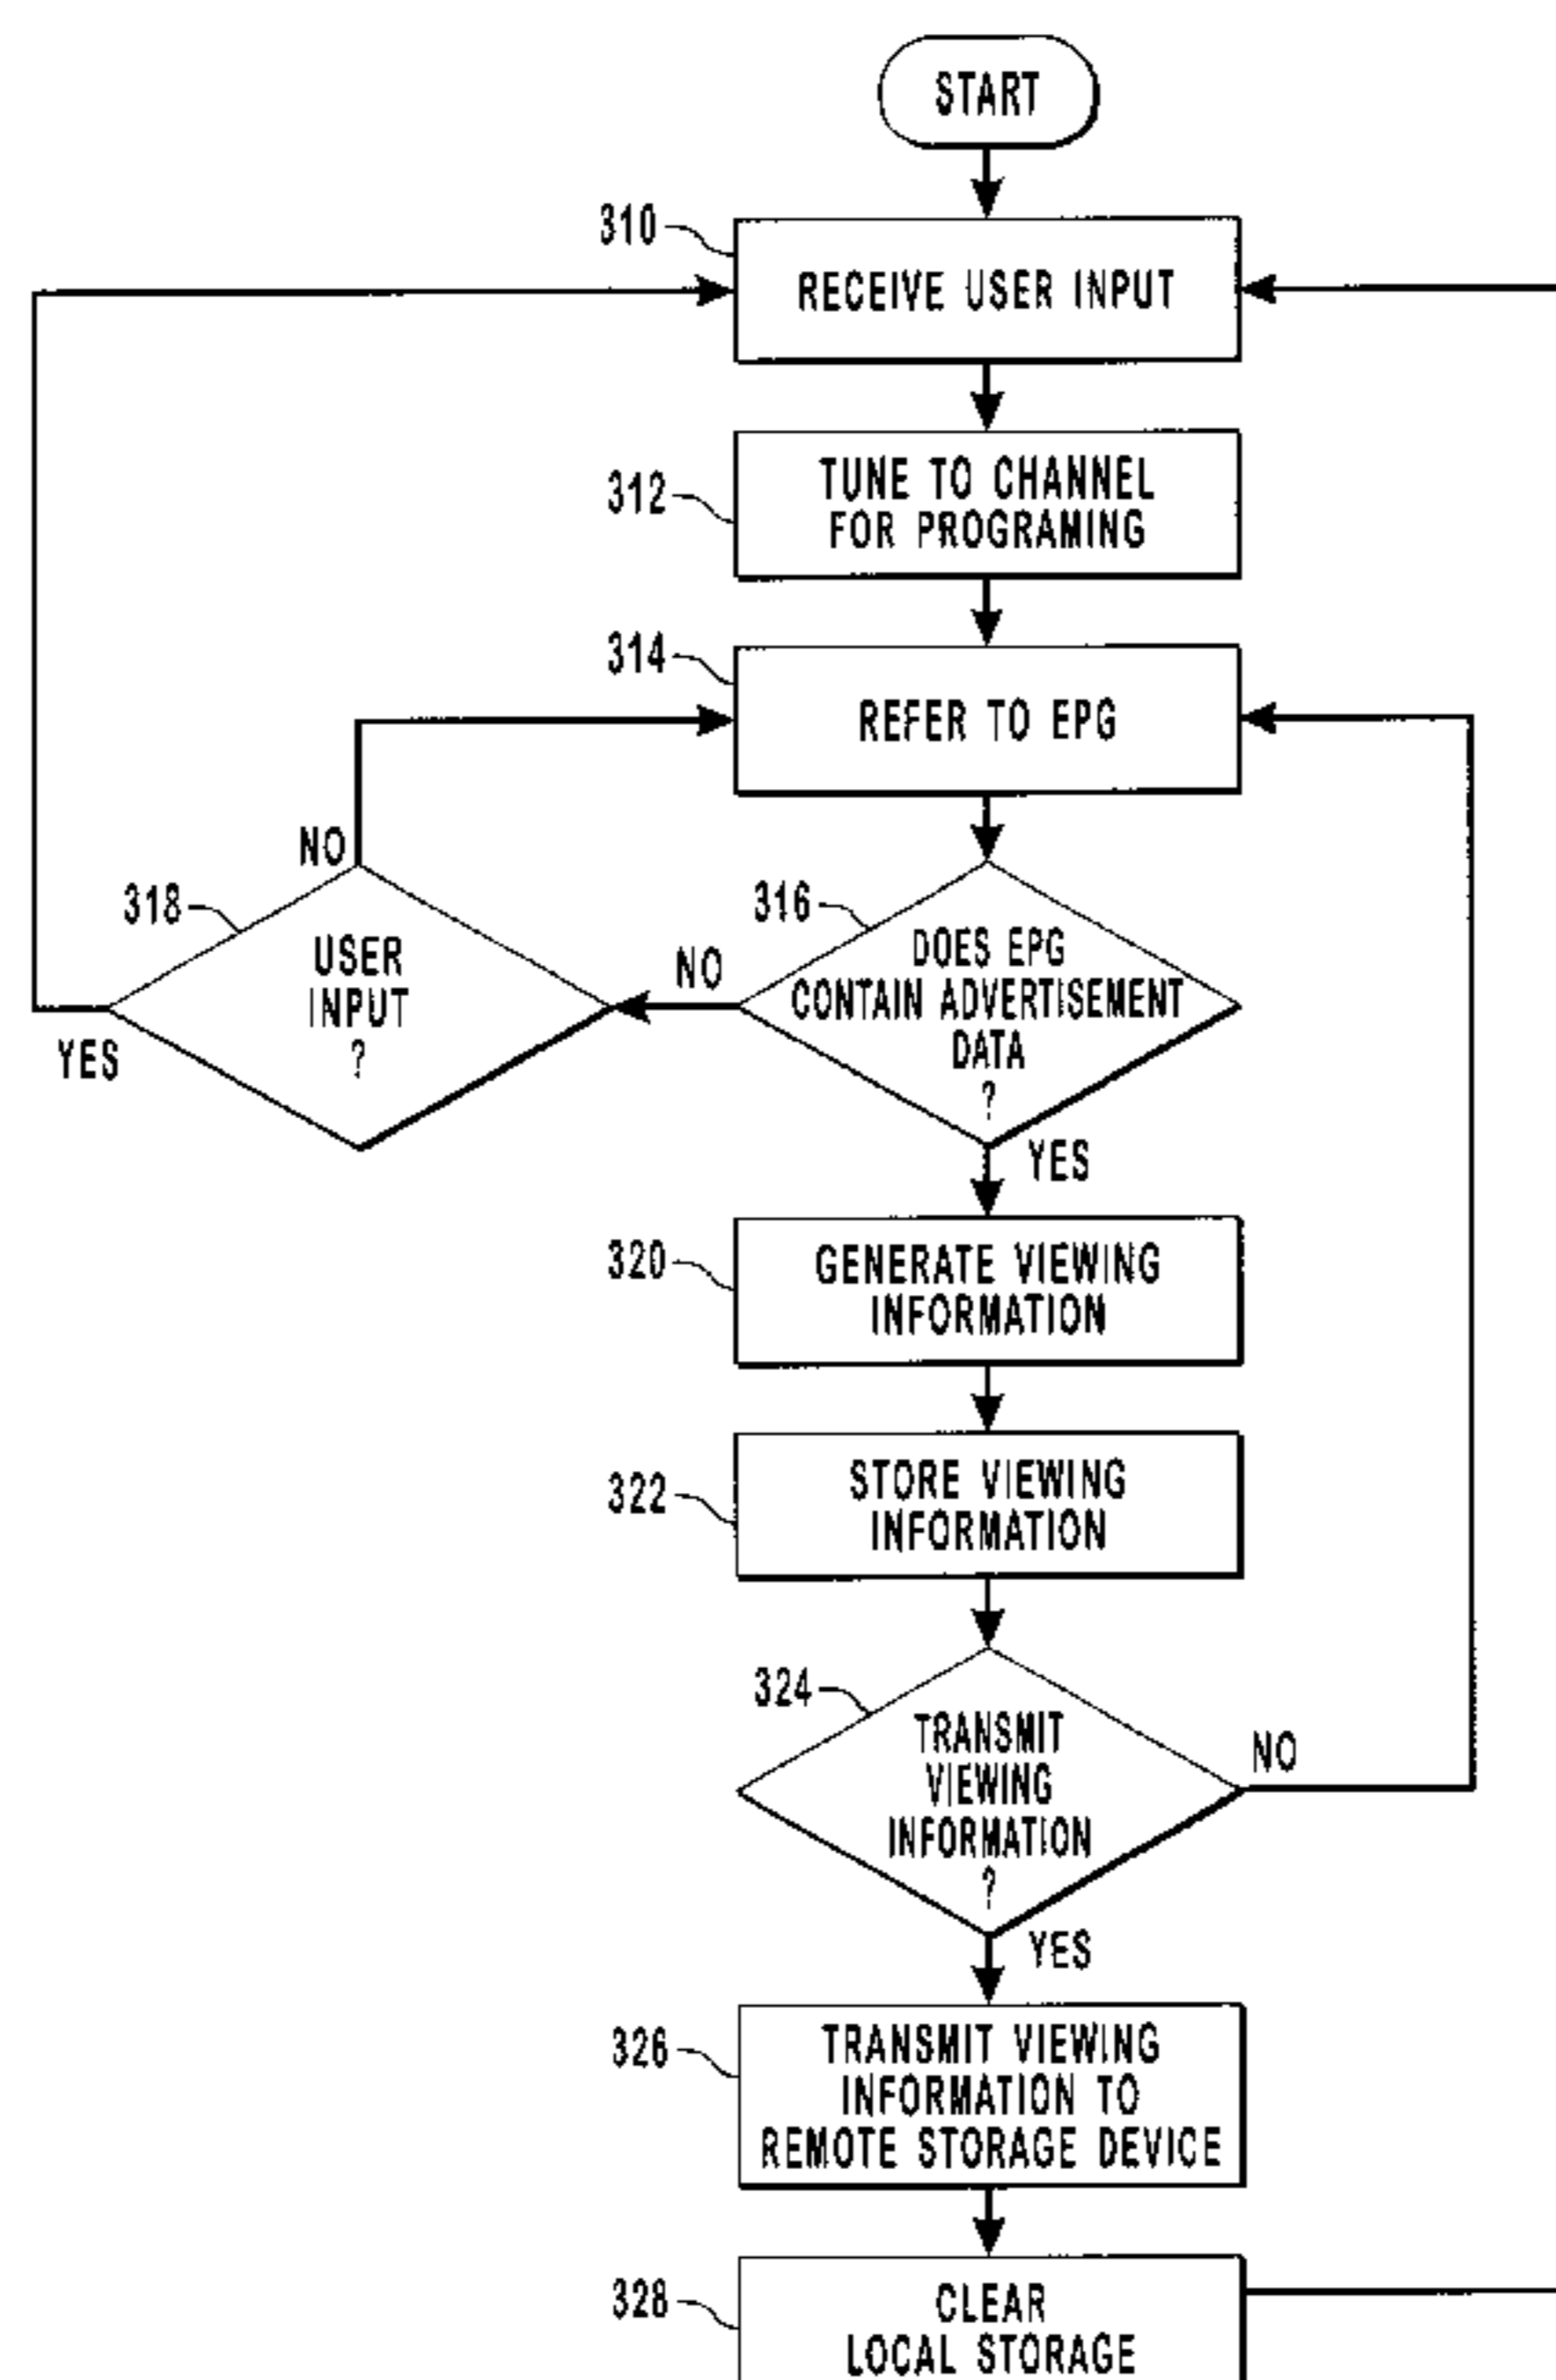 START
310
RECEIVE USER INPUT
312
TUNE TO CHANNEL
FOR PROGRAMING
314
REFER TO EPG
NO
318
USER
INPUT
?
YES
316
NO
DOES EPG
CONTAIN ADVERTISEMENT
DATA
?
YES
320
GENERATE VIEWING
INFORMATION
322
STORE VIEWING
INFORMATION
324
TRANSMIT
VIEWING
INFORMATION
?
NO
YES
326
TRANSMIT VIEWING
INFORMATION TO
REMOTE STORAGE DEVICE
328
CLEAR
LOCAL STORAGE